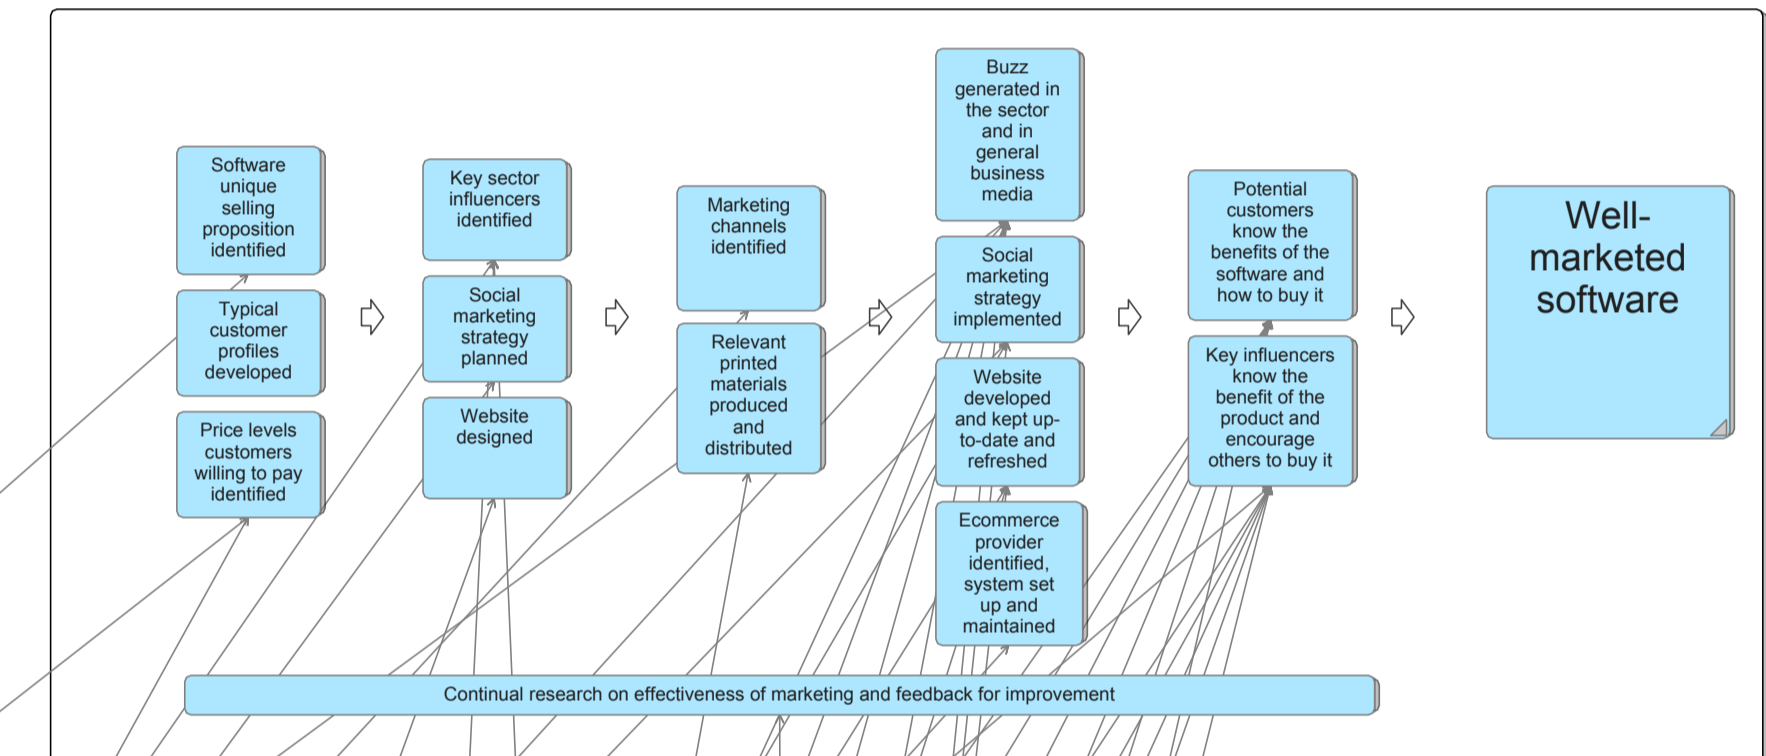 Software
unique
selling
proposition
identified
Typical
customer
profiles
developed
Price levels
customers
willing to pay
identified
Key sector
influencers
identified
Social
marketing
strategy
planned
Website
designed
Marketing
channels
identified
Relevant
printed
materials
produced
and
distributed
Buzz
generated in
the sector
and in
general
business
media
Social
marketing
strategy
implemented
Website
developed
and kept up-
to-date and
refreshed
Ecommerce
provider
identified,
system set
up and
maintained
Potential
customers
know the
benefits of the
software and
how to buy it
Key influencers
know the
benefit of the
product and
encourage
others to buy it
Well-
marketed
software
Continual research on effectiveness of marketing and feedback for improvement